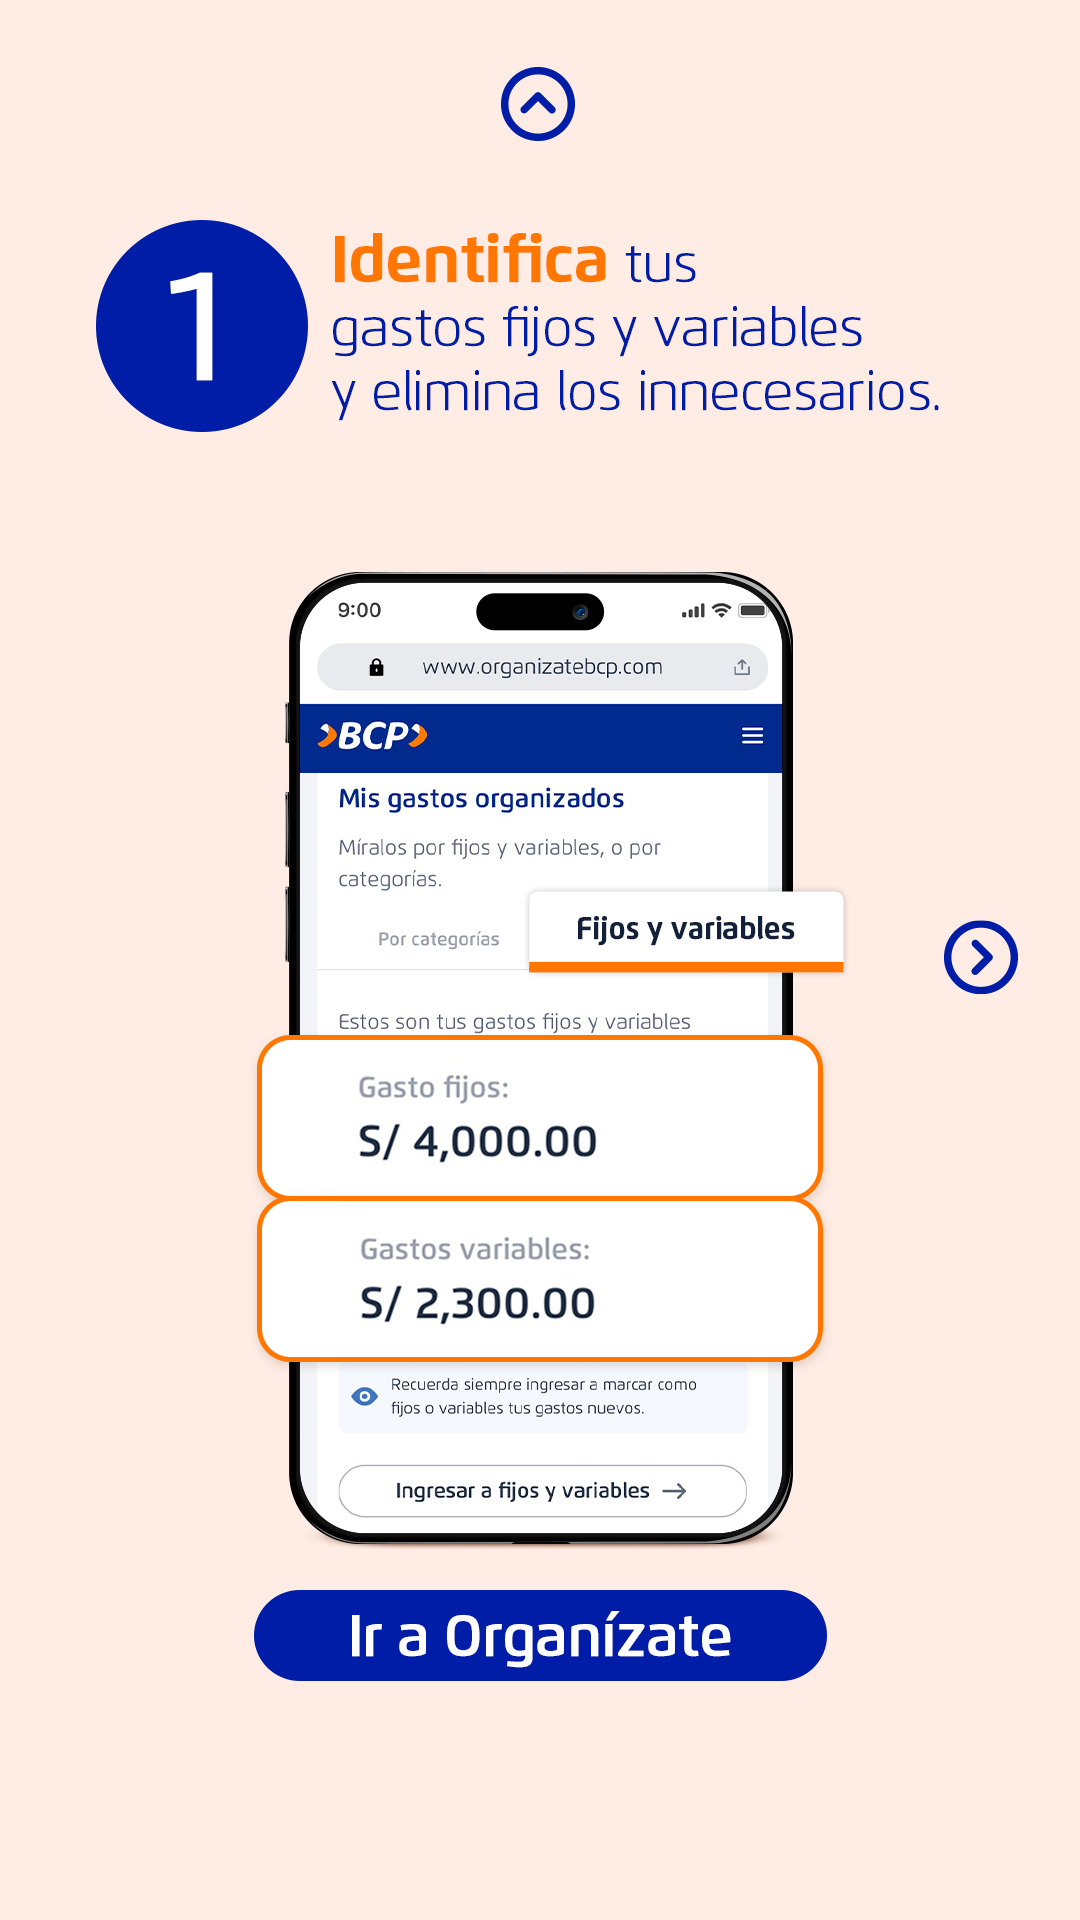 1
Identifica tus
gastos fijos y variables
y elimina los innecesarios.
9:00
www.organizatebcp.com
BCP
Mis gastos organizados
Míralos por fijos y variables, o por
categorías.
Por categorías
Fijos y variables
Estos son tus gastos fijos y variables
Gasto fijos:
S/ 4,000.00
Gastos variables:
S/ 2,300.00
Recuerda siempre ingresar a marcar como
fijos o variables tus gastos nuevos.
Ingresar a fijos y variables
Ir a Organízate